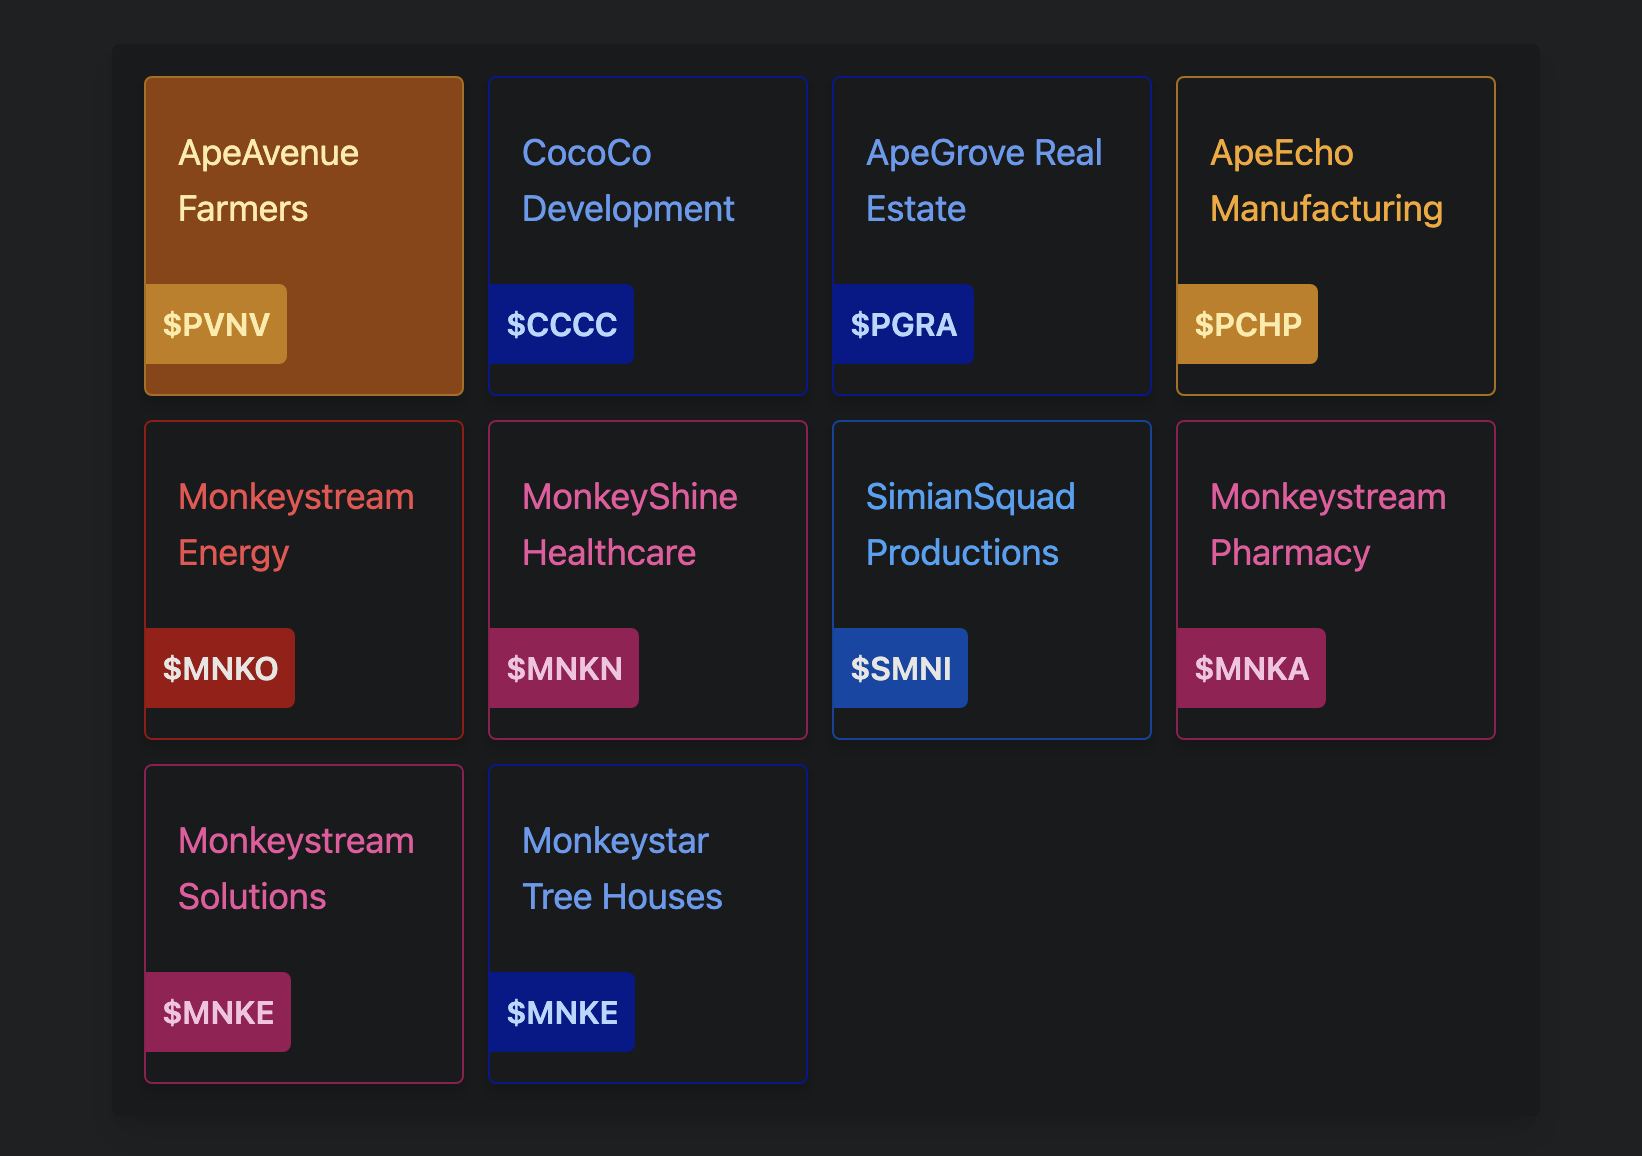 ApeAvenue
Farmers
$PVNV
CocoCo
Development
$CCCC
ApeGrove Real
Estate
$PGRA
ApeEcho
Manufacturing
$PCHP
Monkeystream
Energy
$MNKO
MonkeyShine
Healthcare
$MNKN
SimianSquad
Productions
$SMNI
Monkeystream
Pharmacy
$MNKA
Monkeystream
Solutions
$MNKE
Monkeystar
Tree Houses
$MNKE